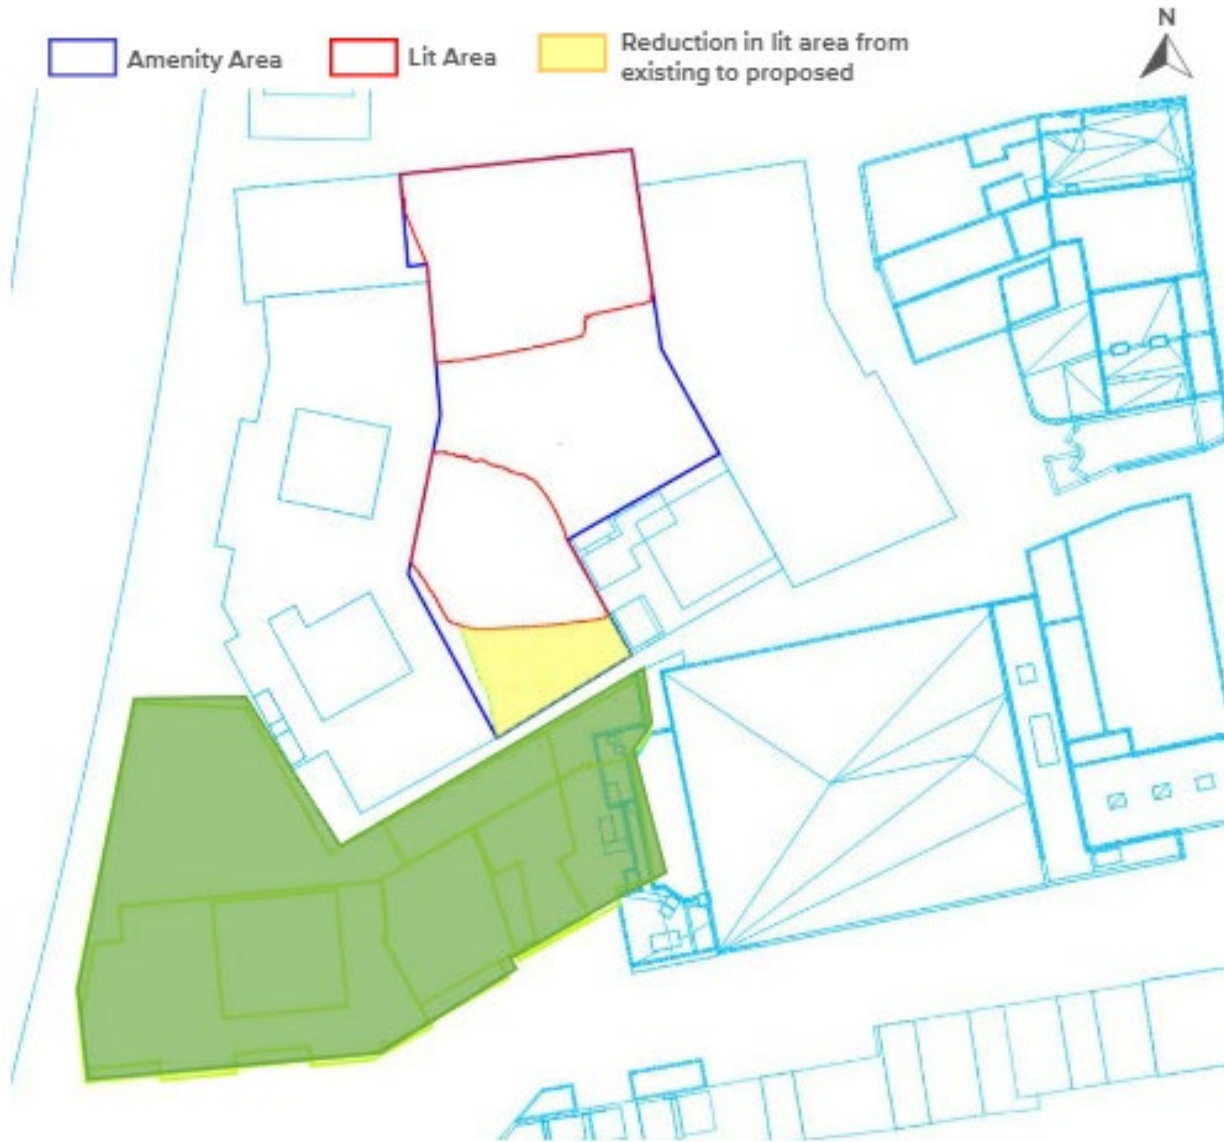 Amenity Area
Lit Area
Reduction in lit area from
existing to proposed
N